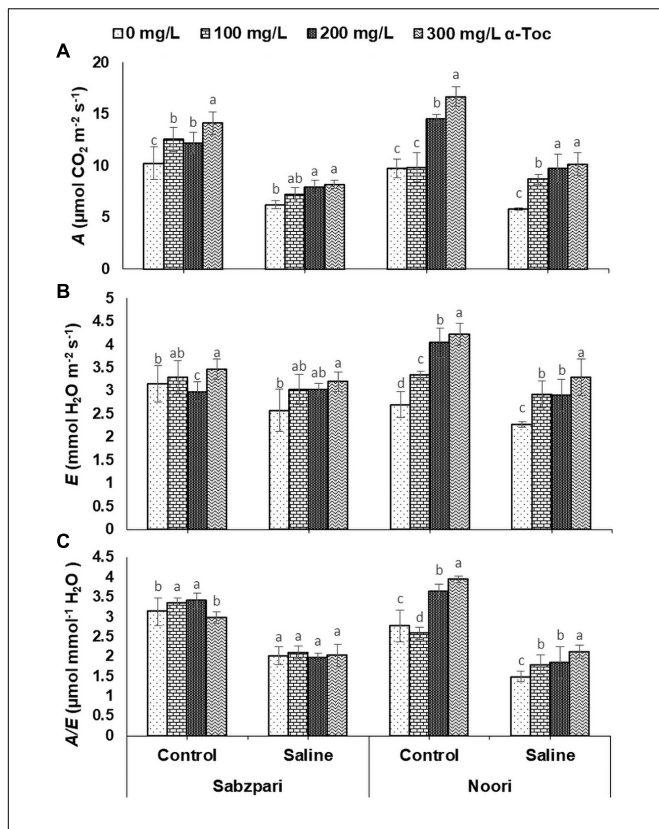 0 mg/L 100 mg/L 200 mg/L 300 mg/L α-Toc
A
20
15
10
5
0
A (µmol CO₂ m⁻² s⁻¹)
c b b a
b ab a a
c c b a
c b a a
B
5
4.5
4
3.5
3
2.5
2
1.5
1
0.5
0
E (mmol H₂O m⁻² s⁻¹)
b ab c a
b ab ab a
d c b a
c b b a
C
4.5
4
3.5
3
2.5
2
1.5
1
0.5
0
A/E (µmol mmol⁻¹ H₂O )
b a a b
a a a a
c d b a
c b b a
Control Saline Control Saline
Sabzpari Noori